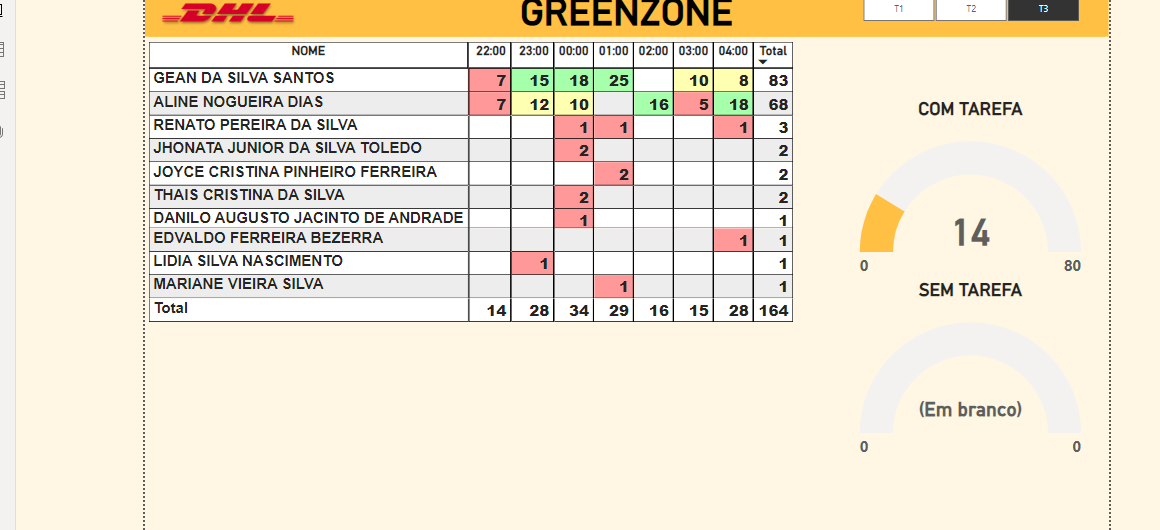 DHL GREENZONE T1 T2 T3
NOME 22:00 23:00 00:00 01:00 02:00 03:00 04:00 Total
GEAN DA SILVA SANTOS 7 15 18 25 10 8 83
ALINE NOGUEIRA DIAS 7 12 10 16 5 18 68
RENATO PEREIRA DA SILVA 1 1 1 3
JHONATA JUNIOR DA SILVA TOLEDO 2 2
JOYCE CRISTINA PINHEIRO FERREIRA 2 2
THAIS CRISTINA DA SILVA 2 2
DANILO AUGUSTO JACINTO DE ANDRADE 1 1
EDVALDO FERREIRA BEZERRA 1 1
LIDIA SILVA NASCIMENTO 1 1
MARIANE VIEIRA SILVA 1 1
Total 14 28 34 29 16 15 28 164
COM TAREFA
14
0 80
SEM TAREFA
(Em branco)
0 0